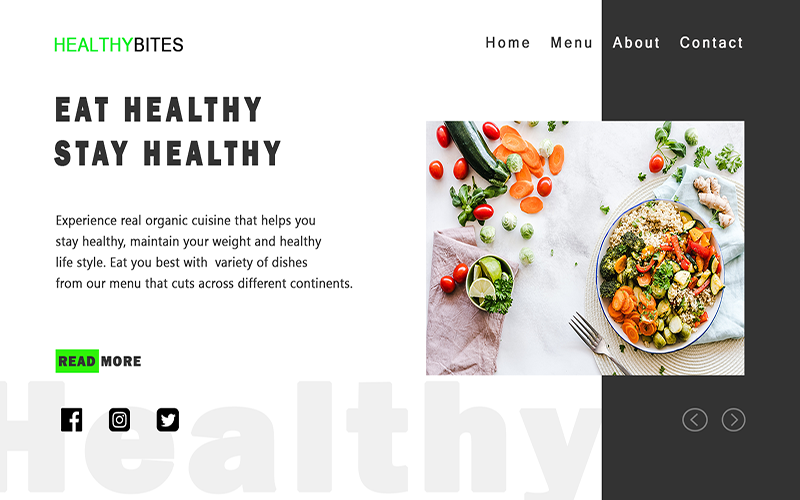 HEALTHYBITES
Home Menu About Contact
EAT HEALTHY
STAY HEALTHY
Experience real organic cuisine that helps you
stay healthy, maintain your weight and healthy
life style. Eat you best with variety of dishes
from our menu that cuts across different continents.
READ MORE
Healthy